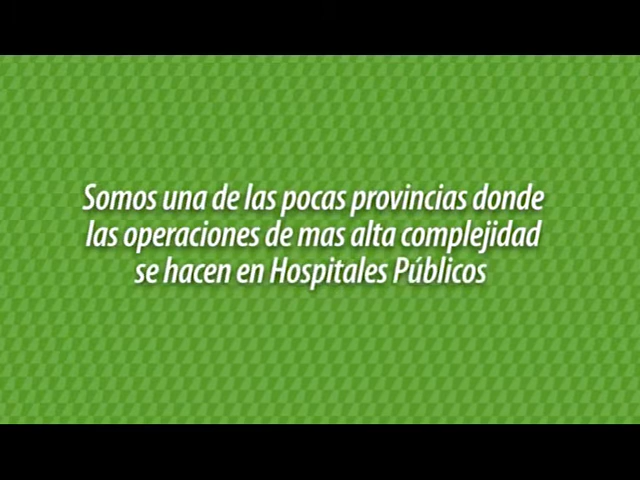 Somos una de las pocas provincias donde
las operaciones de mas alta complejidad
se hacen en Hospitales Públicos